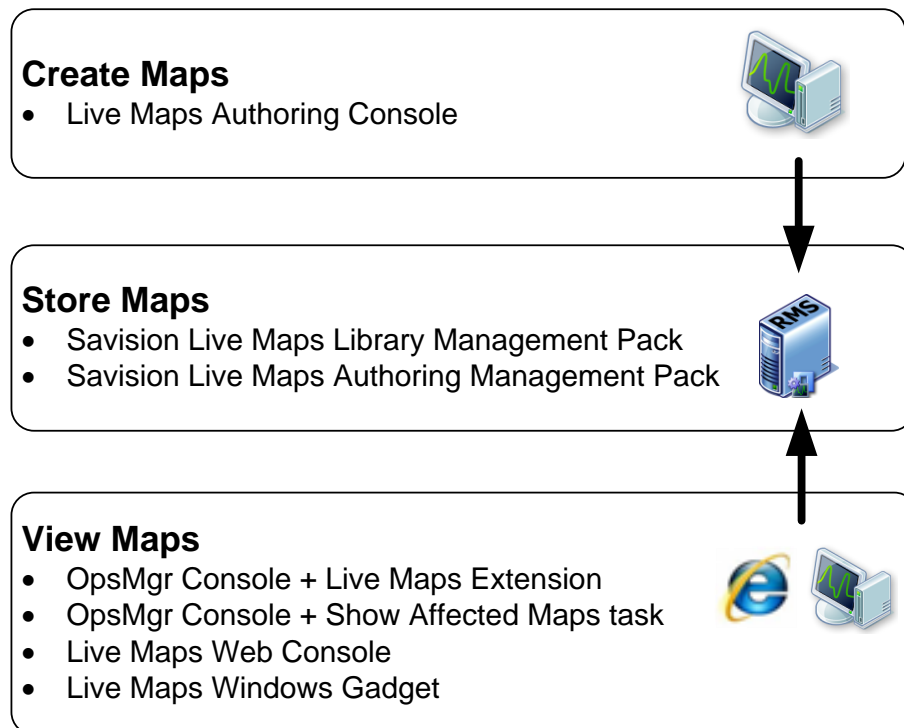 Create Maps
• Live Maps Authoring Console
Store Maps
• Savision Live Maps Library Management Pack
• Savision Live Maps Authoring Management Pack
RMS
View Maps
• OpsMgr Console + Live Maps Extension
• OpsMgr Console + Show Affected Maps task
• Live Maps Web Console
• Live Maps Windows Gadget